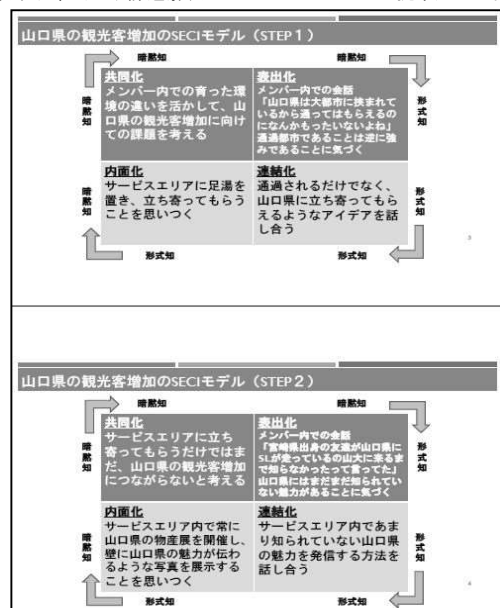 山口県の観光客増加のSECIモデル（STEP１）
暗黙知
暗黙知
共同化
メンバー内での育った環
境の違いを活かして、山
口県の観光客増加に向け
ての課題を考える
表出化
メンバー内での会話
「山口県は大都市に挟まれて
いるから通ってはもらえるの
になんかもったいないよね」
通過都市であることは逆に強
みであることに気づく
暗黙知
形式知
内面化
サービスエリアに足湯を
置き、立ち寄ってもらう
ことを思いつく
連結化
通過されるだけでなく、
山口県に立ち寄ってもら
えるようなアイデアを話
し合う
暗黙知
形式知
形式知
形式知
3
山口県の観光客増加のSECIモデル（STEP２）
暗黙知
暗黙知
共同化
サービスエリアに立ち
寄ってもらうだけではま
だ、山口県の観光客増加
につながらないと考える
表出化
メンバー内での会話
「宮崎県出身の友達が山口県に
SLが走っているの山大に来るま
で知らなかったって言ってた」
山口県にはまだまだ知られてい
ない魅力があることに気づく
暗黙知
形式知
内面化
サービスエリア内で常に
山口県の物産展を開催し、
壁に山口県の魅力が伝わ
るような写真を展示する
ことを思いつく
連結化
サービスエリア内であま
り知られていない山口県
の魅力を発信する方法を
話し合う
暗黙知
形式知
形式知
形式知
4